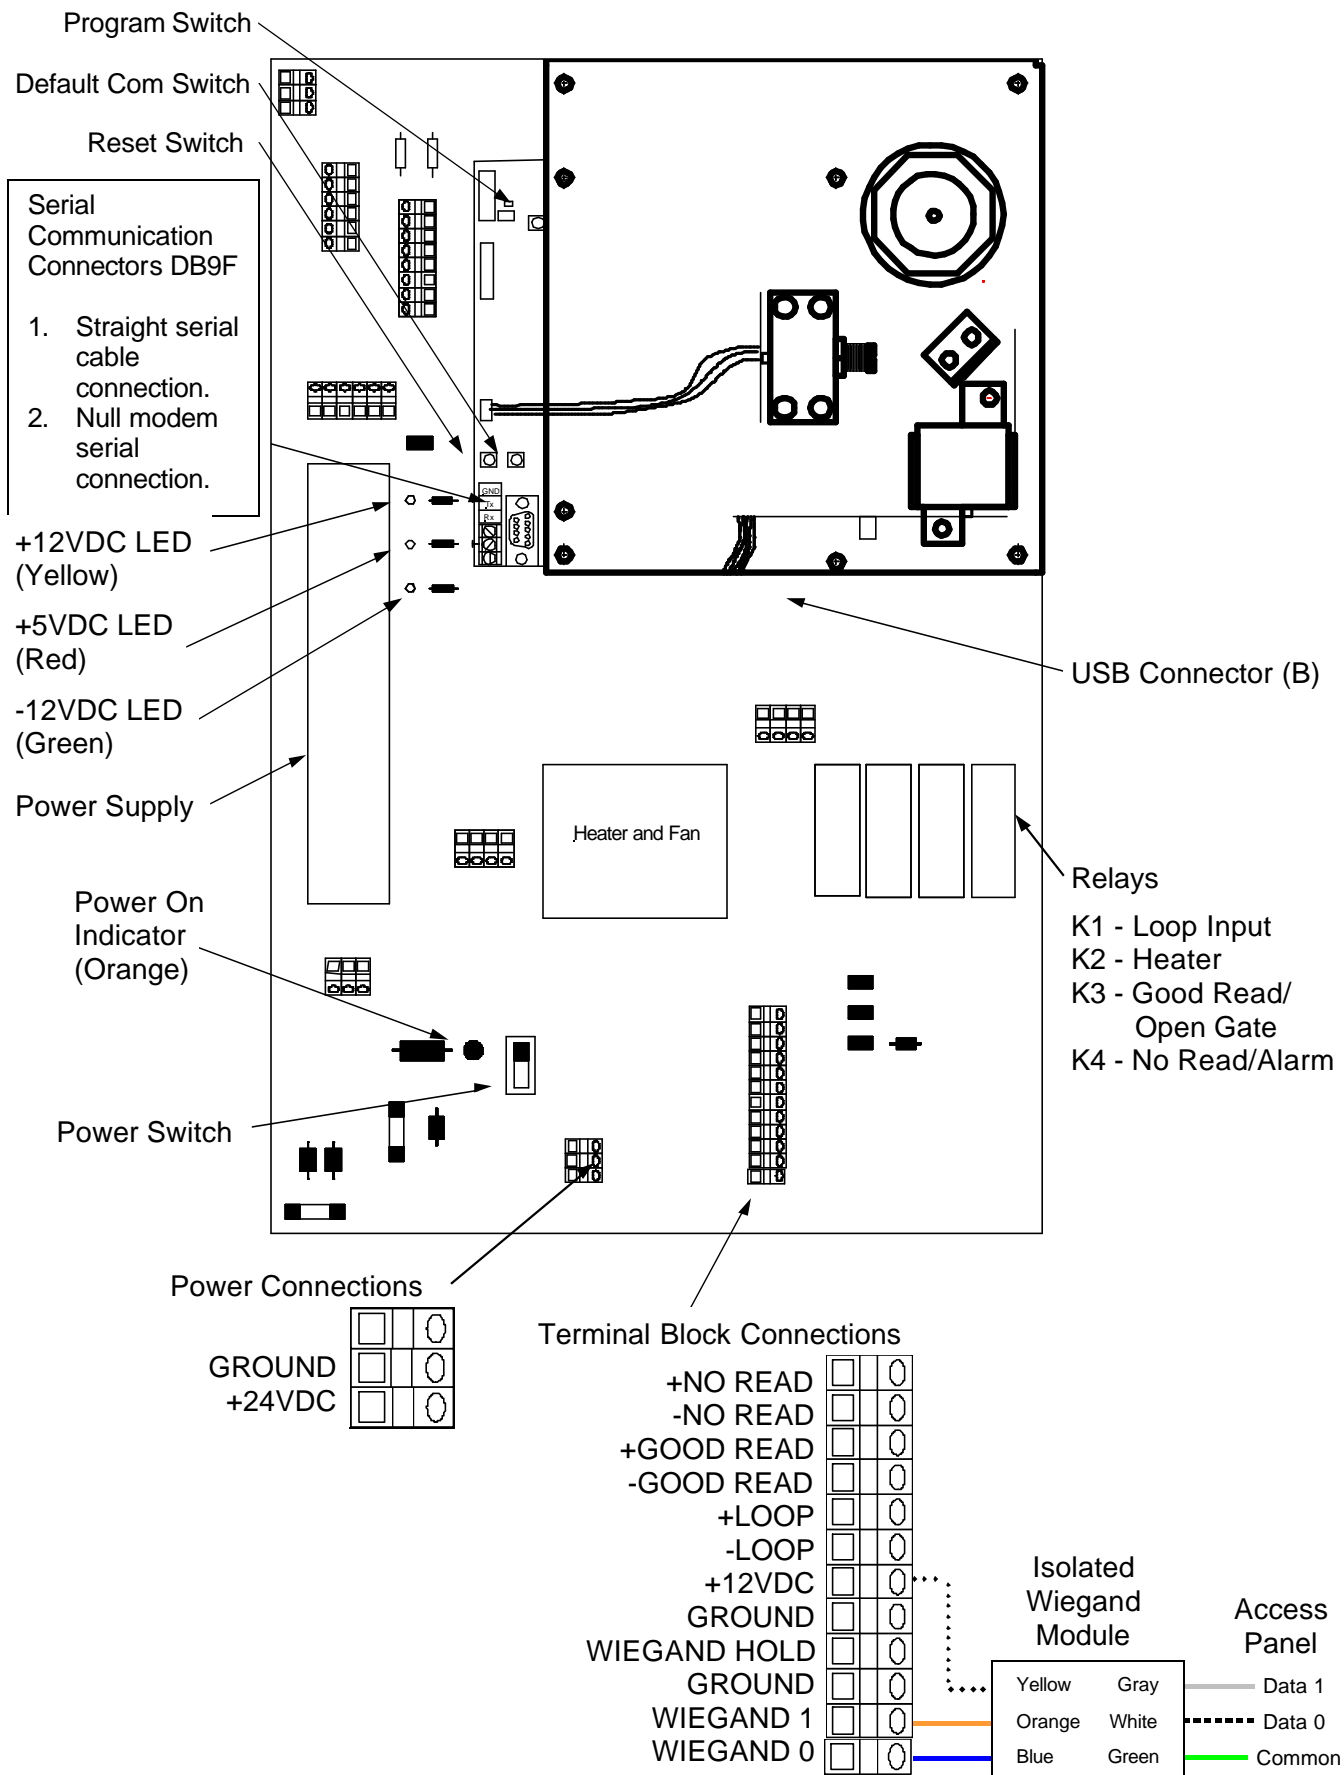 Program Switch
Default Com Switch
Reset Switch
Serial
Communication
Connectors DB9F
1. Straight serial
cable
connection.
2. Null modem
serial
connection.
GND
Tx
Rx
+12VDC LED
(Yellow)
+5VDC LED
(Red)
-12VDC LED
(Green)
Power Supply
USB Connector (B)
Heater and Fan
Relays
K1 - Loop Input
K2 - Heater
K3 - Good Read/
Open Gate
K4 - No Read/Alarm
Power On
Indicator
(Orange)
Power Switch
Power Connections
GROUND
+24VDC
Terminal Block Connections
+NO READ
-NO READ
+GOOD READ
-GOOD READ
+LOOP
-LOOP
+12VDC
GROUND
WIEGAND HOLD
GROUND
WIEGAND 1
WIEGAND 0
Isolated
Wiegand
Module
Access
Panel
Yellow Gray Data 1
Orange White Data 0
Blue Green Common